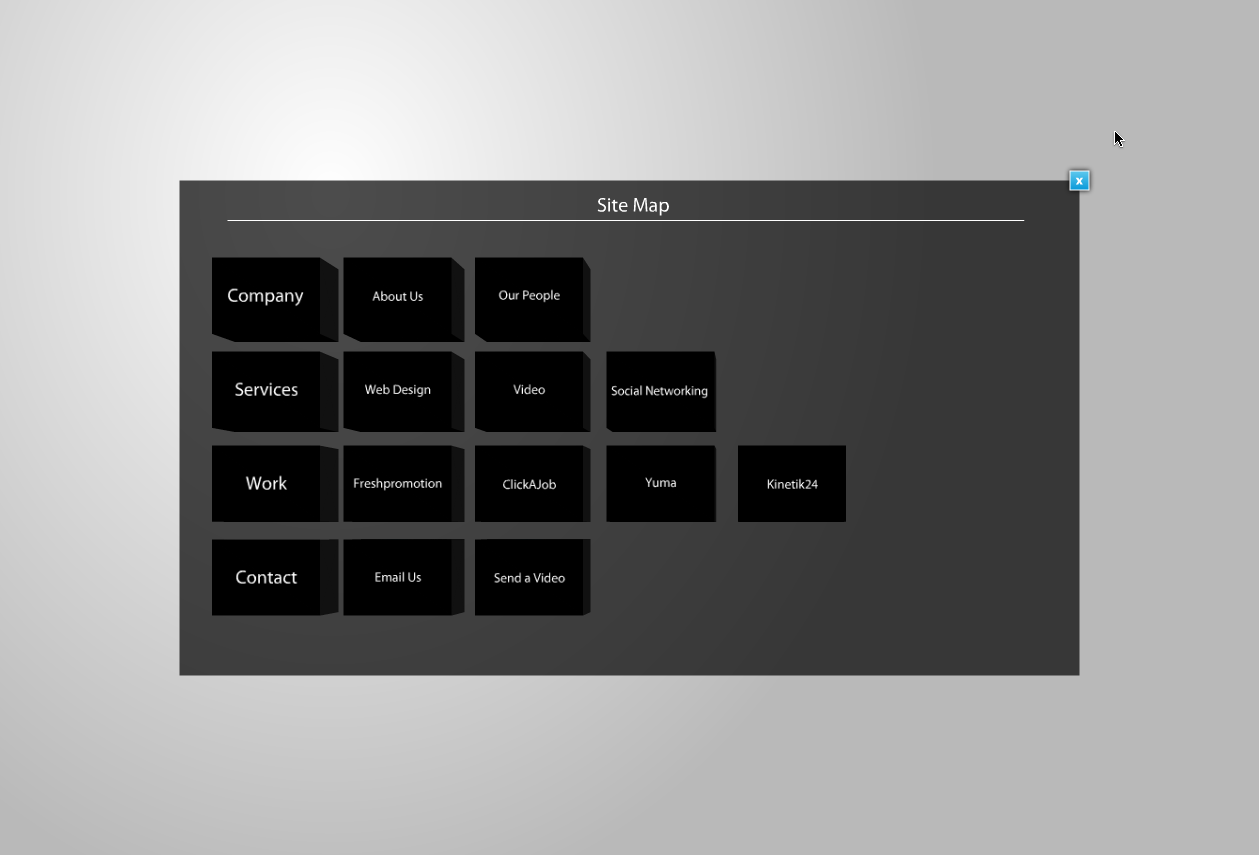 x
Site Map
Company
About Us
Our People
Services
Web Design
Video
Social Networking
Work
Freshpromotion
ClickAJob
Yuma
Kinetik24
Contact
Email Us
Send a Video